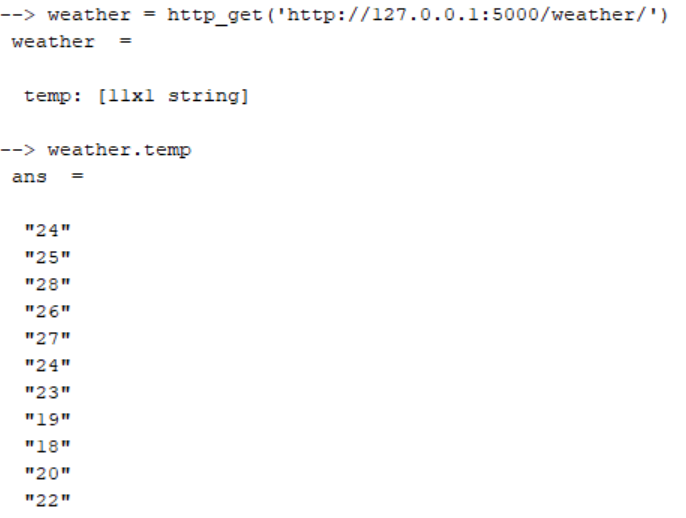 --> weather = http_get('http://127.0.0.1:5000/weather/')
weather  =
temp: [11x1 string]
--> weather.temp
ans  =
"24"
"25"
"28"
"26"
"27"
"24"
"23"
"19"
"18"
"20"
"22"